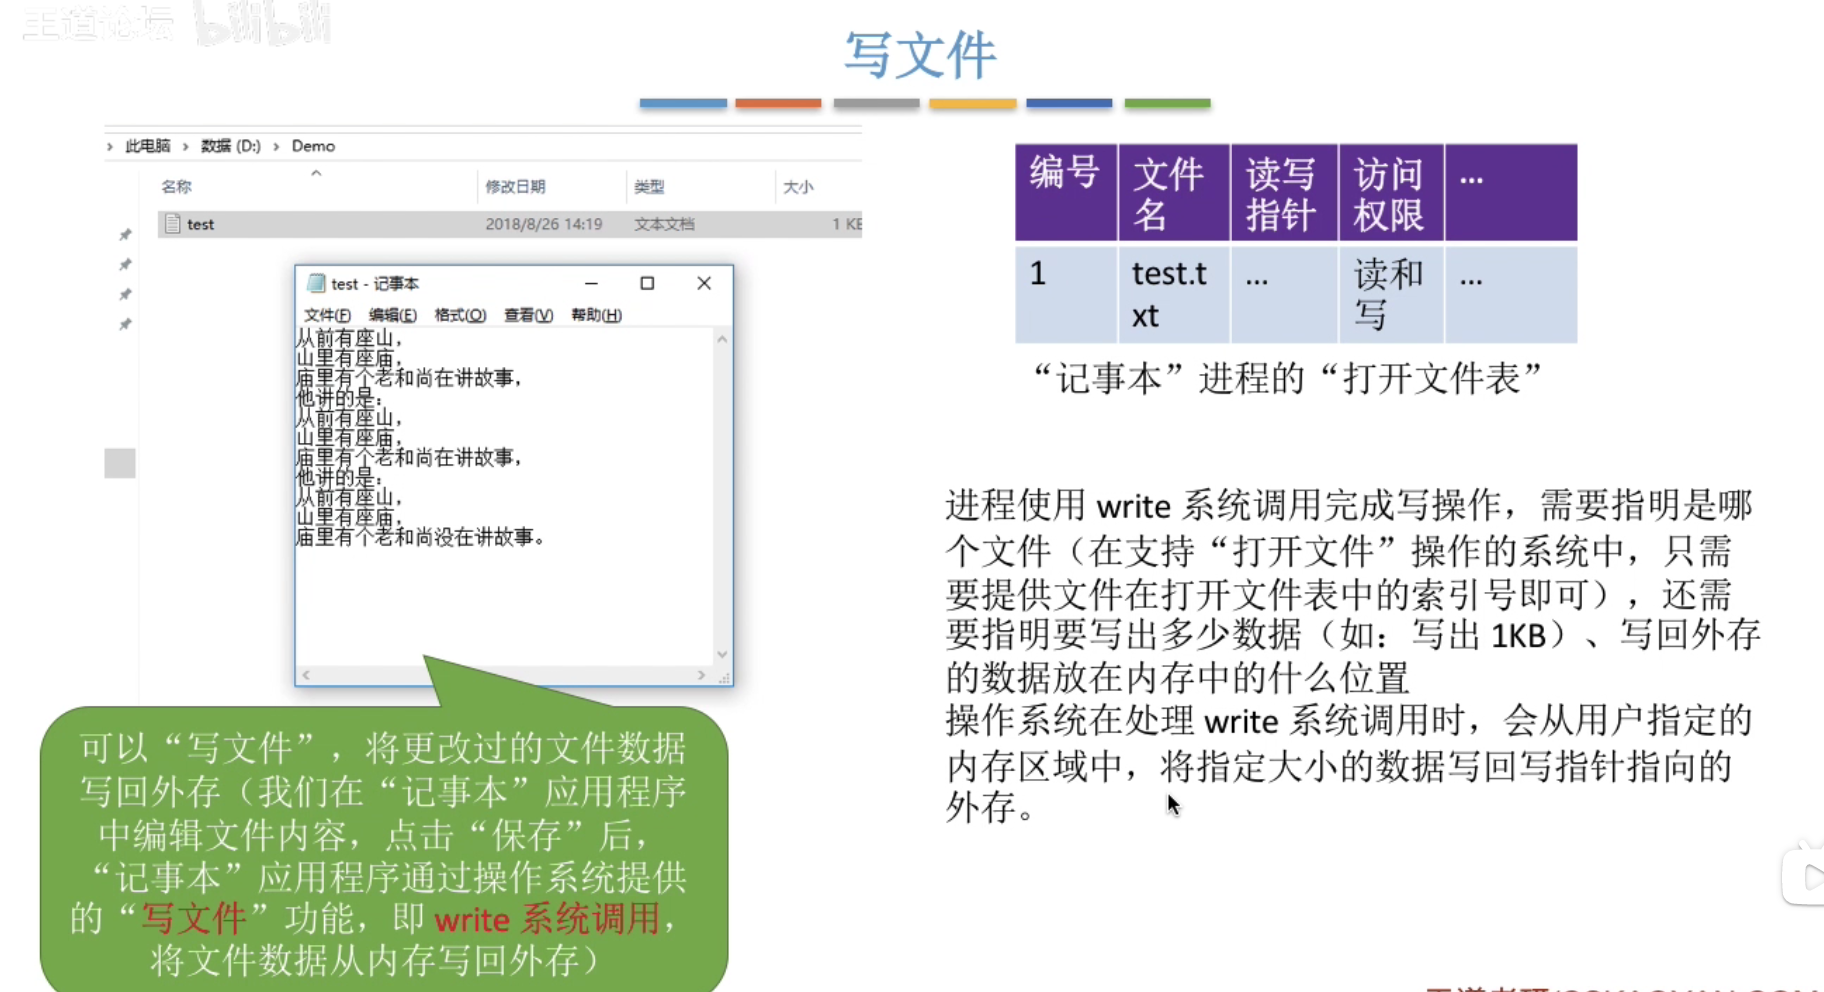 王道论坛 bilibili
写文件
此电脑 › 数据 (D:) › Demo
名称 修改日期 类型 大小
test 2018/8/26 14:19 文本文档 1 KB
test - 记事本
文件(F) 编辑(E) 格式(O) 查看(V) 帮助(H)
从前有座山，
山里有座庙，
庙里有个老和尚在讲故事，
他讲的是：
从前有座山，
山里有座庙，
庙里有个老和尚在讲故事，
他讲的是：
从前有座山，
山里有座庙，
庙里有个老和尚没在讲故事。
可以“写文件”，将更改过的文件数据
写回外存（我们在“记事本”应用程序
中编辑文件内容，点击“保存”后，
“记事本”应用程序通过操作系统提供
的“写文件”功能，即 write 系统调用，
将文件数据从内存写回外存）
编号 文件 读写 访问 ...
名 指针 权限
1 test.t ... 读和 ...
xt 写
“记事本”进程的“打开文件表”
进程使用 write 系统调用完成写操作，需要指明是哪
个文件（在支持“打开文件”操作的系统中，只需
要提供文件在打开文件表中的索引号即可），还需
要指明要写出多少数据（如：写出 1KB）、写回外存
的数据放在内存中的什么位置
操作系统在处理 write 系统调用时，会从用户指定的
内存区域中，将指定大小的数据写回写指针指向的
外存。